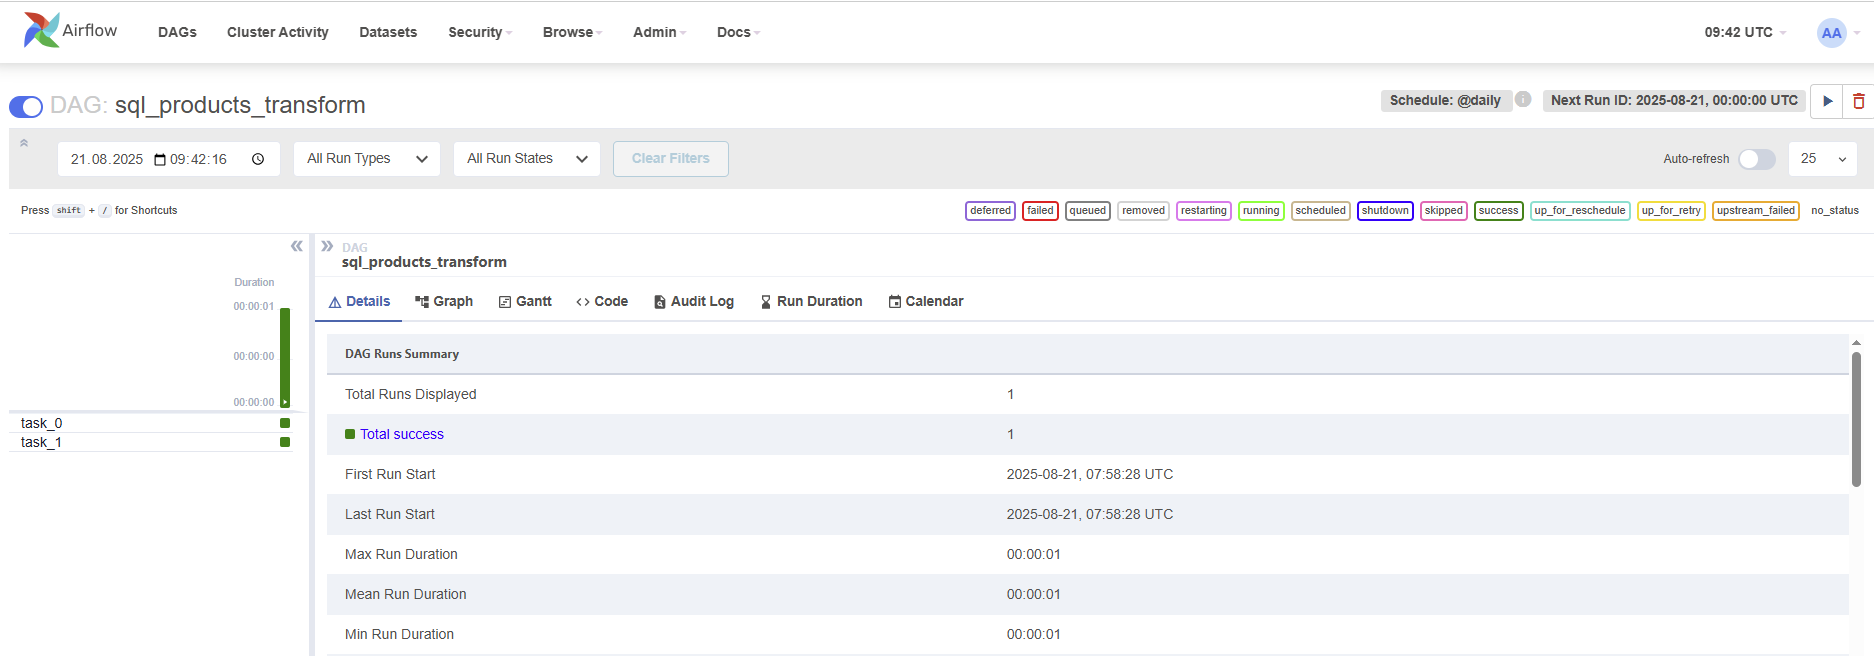 Airflow DAGs Cluster Activity Datasets Security Browse Admin Docs 09:42 UTC AA
DAG: sql_products_transform Schedule: @daily i Next Run ID: 2025-08-21, 00:00:00 UTC
21.08.2025 09:42:16 All Run Types All Run States Clear Filters Auto-refresh 25
Press shift + / for Shortcuts deferred failed queued removed restarting running scheduled shutdown skipped success up_for_reschedule up_for_retry upstream_failed no_status
Duration
00:00:01
00:00:00
00:00:00
task_0
task_1
DAG
sql_products_transform
Details Graph Gantt Code Audit Log Run Duration Calendar
DAG Runs Summary
Total Runs Displayed 1
Total success 1
First Run Start 2025-08-21, 07:58:28 UTC
Last Run Start 2025-08-21, 07:58:28 UTC
Max Run Duration 00:00:01
Mean Run Duration 00:00:01
Min Run Duration 00:00:01